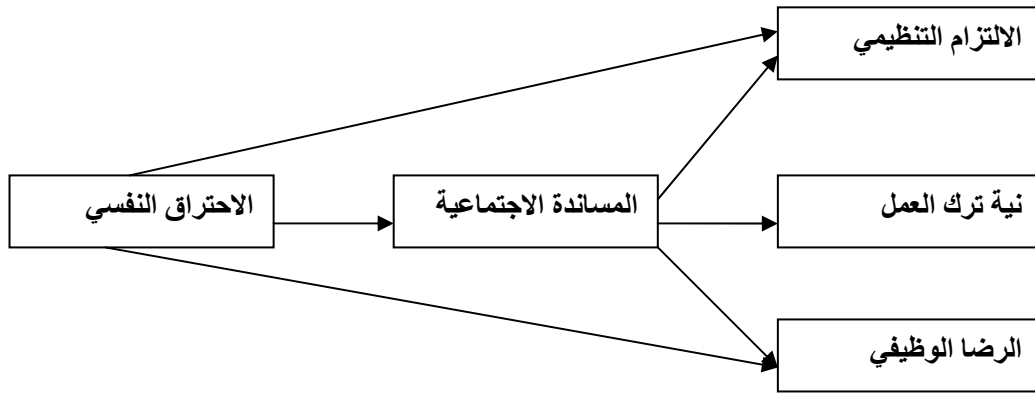 الالتزام التنظيمي
الاحتراق النفسي
المساندة الاجتماعية
نية ترك العمل
الرضا الوظيفي